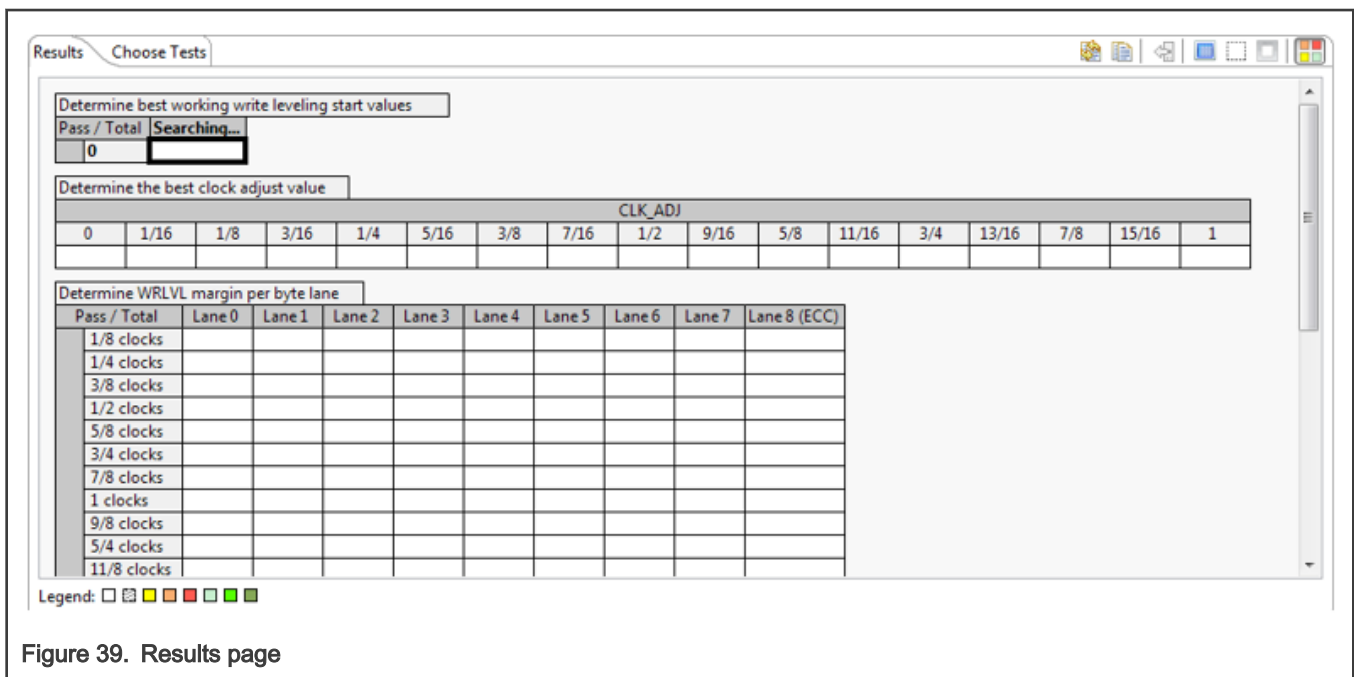 Results Choose Tests
Determine best working write leveling start values
Pass / Total Searching...
0
Determine the best clock adjust value
CLK_ADJ
0 1/16 1/8 3/16 1/4 5/16 3/8 7/16 1/2 9/16 5/8 11/16 3/4 13/16 7/8 15/16 1
Determine WRLVL margin per byte lane
Pass / Total Lane 0 Lane 1 Lane 2 Lane 3 Lane 4 Lane 5 Lane 6 Lane 7 Lane 8 (ECC)
1/8 clocks
1/4 clocks
3/8 clocks
1/2 clocks
5/8 clocks
3/4 clocks
7/8 clocks
1 clocks
9/8 clocks
5/4 clocks
11/8 clocks
Legend:
Figure 39. Results page